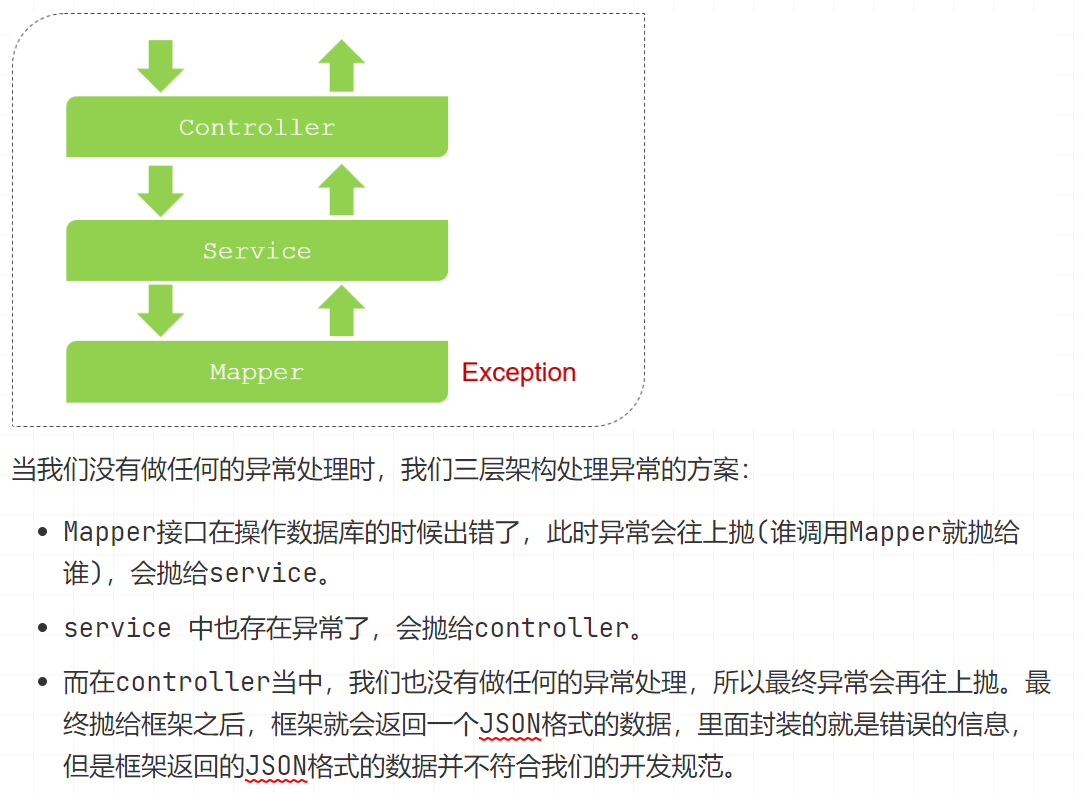 Controller
Service
Mapper
Exception
当我们没有做任何的异常处理时，我们三层架构处理异常的方案：
• Mapper接口在操作数据库的时候出错了，此时异常会往上抛(谁调用Mapper就抛给
谁)，会抛给service。
• service 中也存在异常了，会抛给controller。
• 而在controller当中，我们也没有做任何的异常处理，所以最终异常会再往上抛。最
终抛给框架之后，框架就会返回一个JSON格式的数据，里面封装的就是错误的信息，
但是框架返回的JSON格式的数据并不符合我们的开发规范。